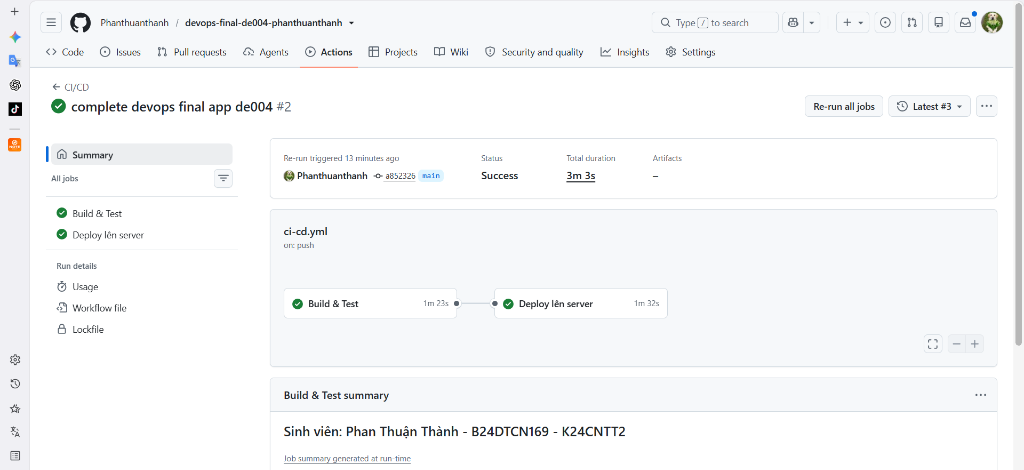 Phanthuanthanh / devops-final-de004-phanthuanthanh
Type / to search
Code Issues Pull requests Agents Actions Projects Wiki Security and quality Insights Settings
CI/CD
complete devops final app de004 #2
Re-run all jobs Latest #3
Summary
All jobs
Build & Test
Deploy lên server
Run details
Usage
Workflow file
Lockfile
Re-run triggered 13 minutes ago Status Total duration Artifacts
Phanthuanthanh a852326 main Success 3m 3s –
ci-cd.yml
on: push
Build & Test 1m 23s Deploy lên server 1m 32s
Build & Test summary
Sinh viên: Phan Thuận Thành - B24DTCN169 - K24CNTT2
Job summary generated at run-time